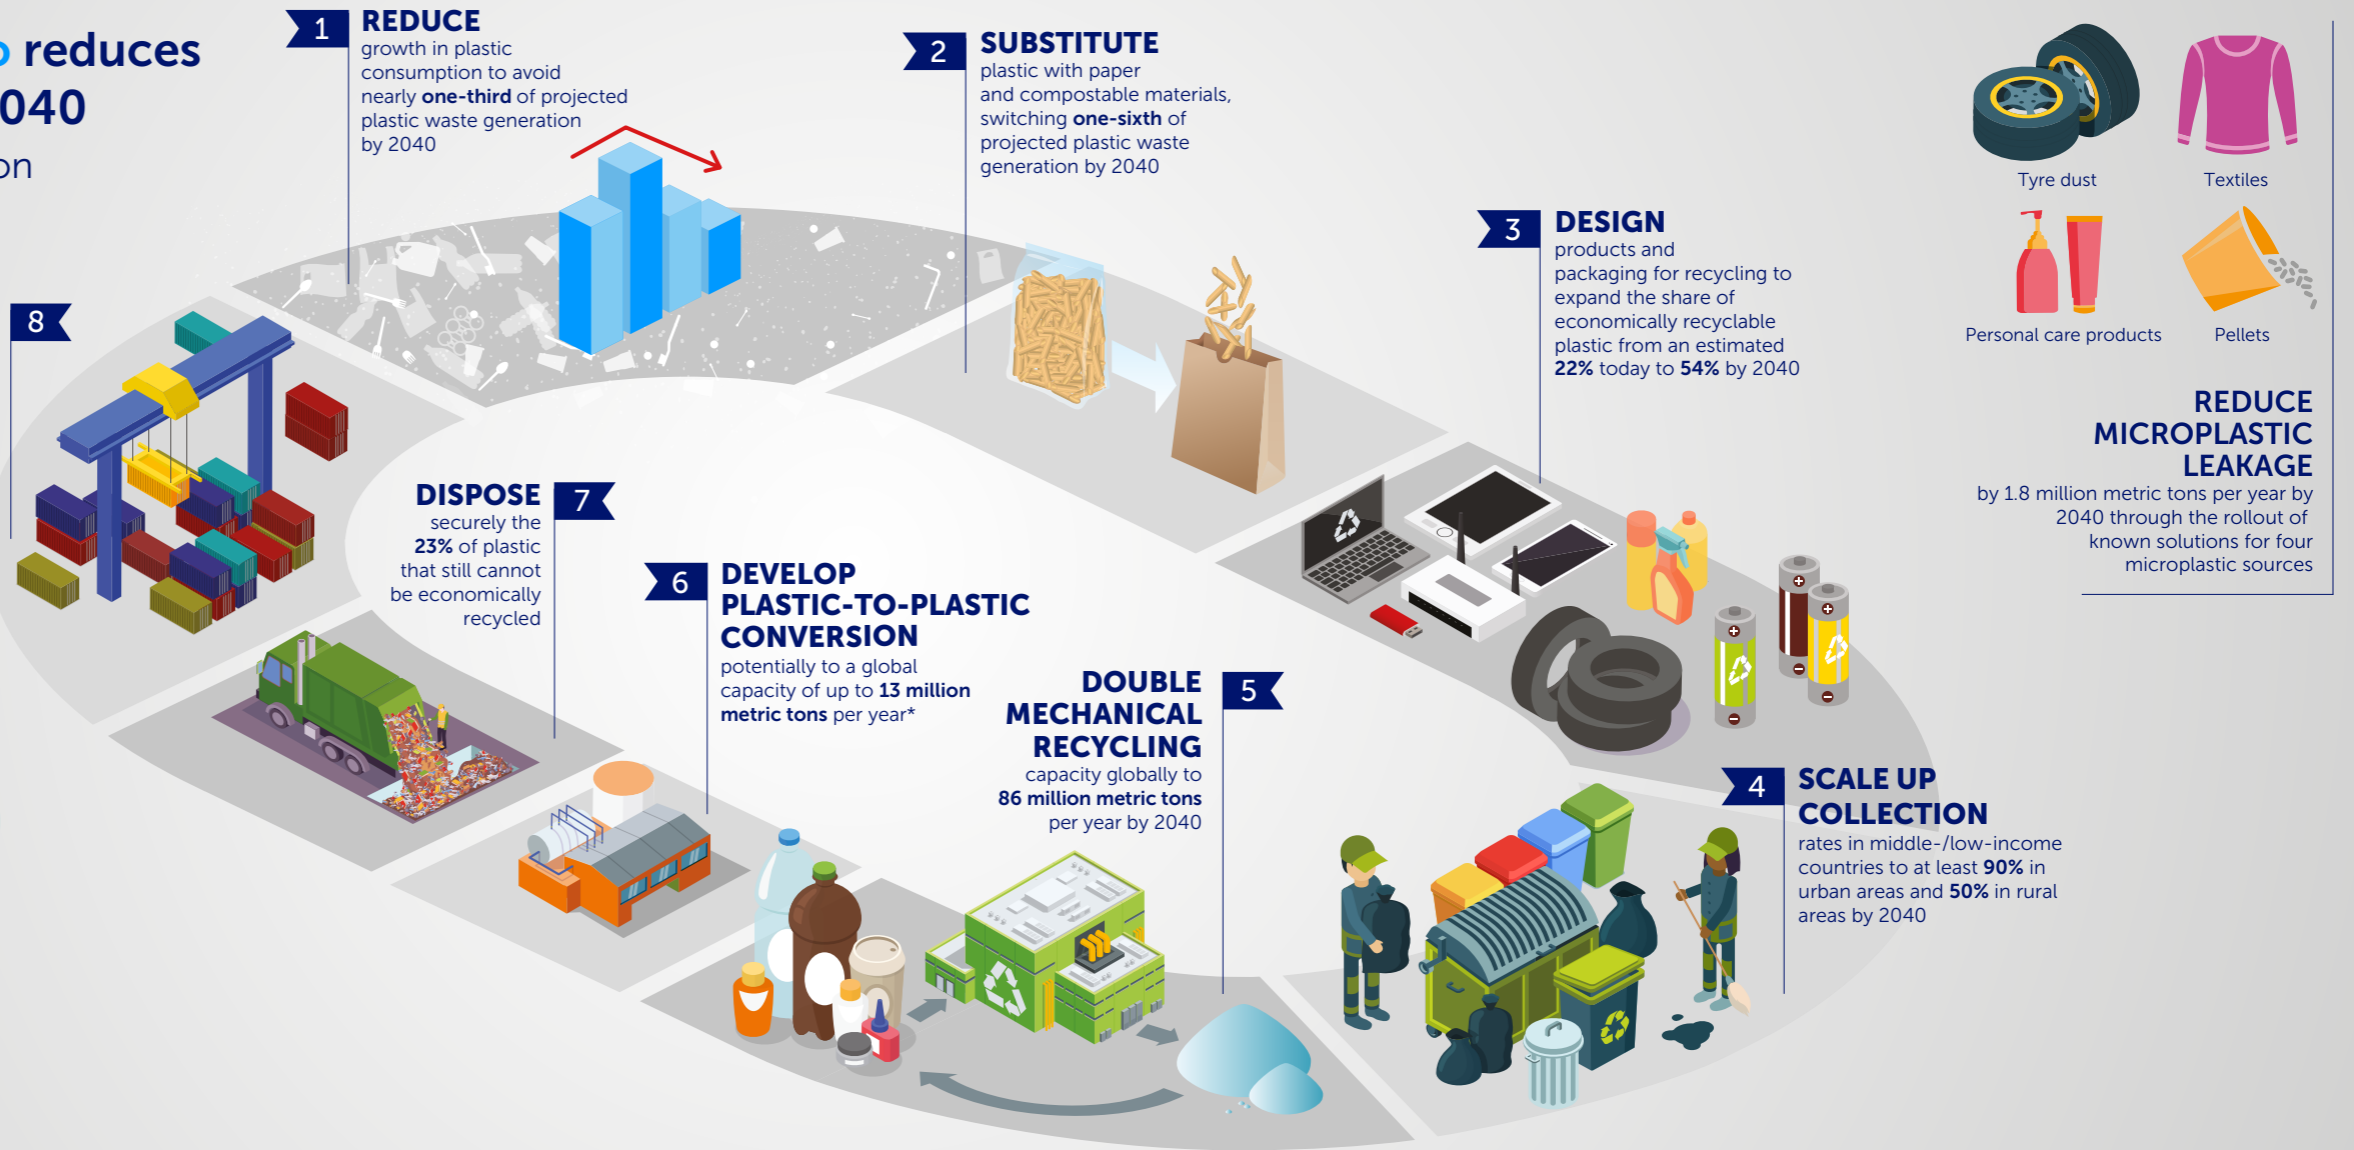 reduces
040
on
1
REDUCE
growth in plastic
consumption to avoid
nearly one-third of projected
plastic waste generation
by 2040
2
SUBSTITUTE
plastic with paper
and compostable materials,
switching one-sixth of
projected plastic waste
generation by 2040
3
DESIGN
products and
packaging for recycling to
expand the share of
economically recyclable
plastic from an estimated
22% today to 54% by 2040
4
SCALE UP
COLLECTION
rates in middle-/low-income
countries to at least 90% in
urban areas and 50% in rural
areas by 2040
5
DOUBLE
MECHANICAL
RECYCLING
capacity globally to
86 million metric tons
per year by 2040
6
DEVELOP
PLASTIC-TO-PLASTIC
CONVERSION
potentially to a global
capacity of up to 13 million
metric tons per year*
7
DISPOSE
securely the
23% of plastic
that still cannot
be economically
recycled
8
Tyre dust
Textiles
Personal care products
Pellets
REDUCE
MICROPLASTIC
LEAKAGE
by 1.8 million metric tons per year by
2040 through the rollout of
known solutions for four
microplastic sources